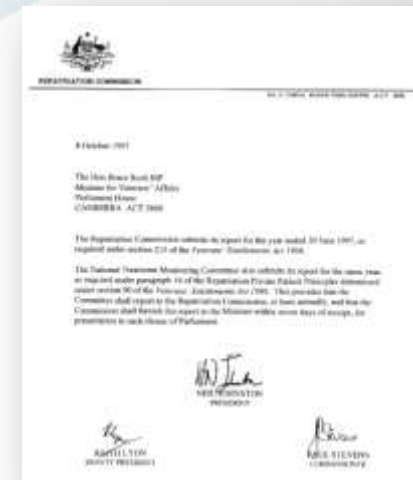 REPATRIATION COMMISSION
8 October 1997
The Hon Bruce Scott MP
Minister for Veterans' Affairs
Parliament House
CANBERRA ACT 2600
The Repatriation Commission submits its report for the year ended 30 June 1997, as
required under section 215 of the Veterans' Entitlements Act 1986.
The National Treatment Monitoring Committee also submits its report for the same year,
as required under paragraph of the Repatriation Private Patient Principles determined
under section 90 of the Veterans' Entitlements Act 1986. This provides that the
Committee shall report to the Repatriation Commission, at least annually, and that the
Commission shall furnish the report to the Minister within seven days of receipt, for
presentation to each House of Parliament.
NEIL JOHNSTON
PRESIDENT
KEITH LYON
DEPUTY PRESIDENT
STEVENS
COMMISSIONER